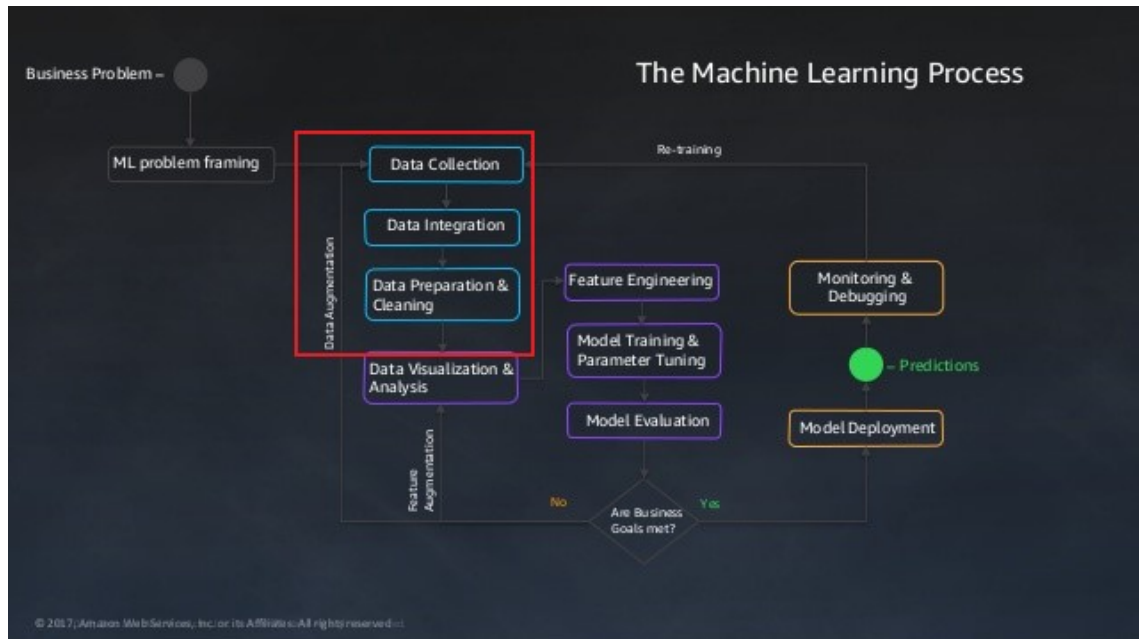 Business Problem –
The Machine Learning Process
ML problem framing
Data Collection
Re-training
Data Integration
Data Augmentation
Data Preparation &
Cleaning
Feature Engineering
Monitoring &
Debugging
Model Training &
Parameter Tuning
Data Visualization &
Analysis
– Predictions
Model Evaluation
Model Deployment
Feature
Augmentation
No
Are Business
Goals met?
Yes
© 2017, Amazon Web Services, Inc. or its Affiliates. All rights reserved